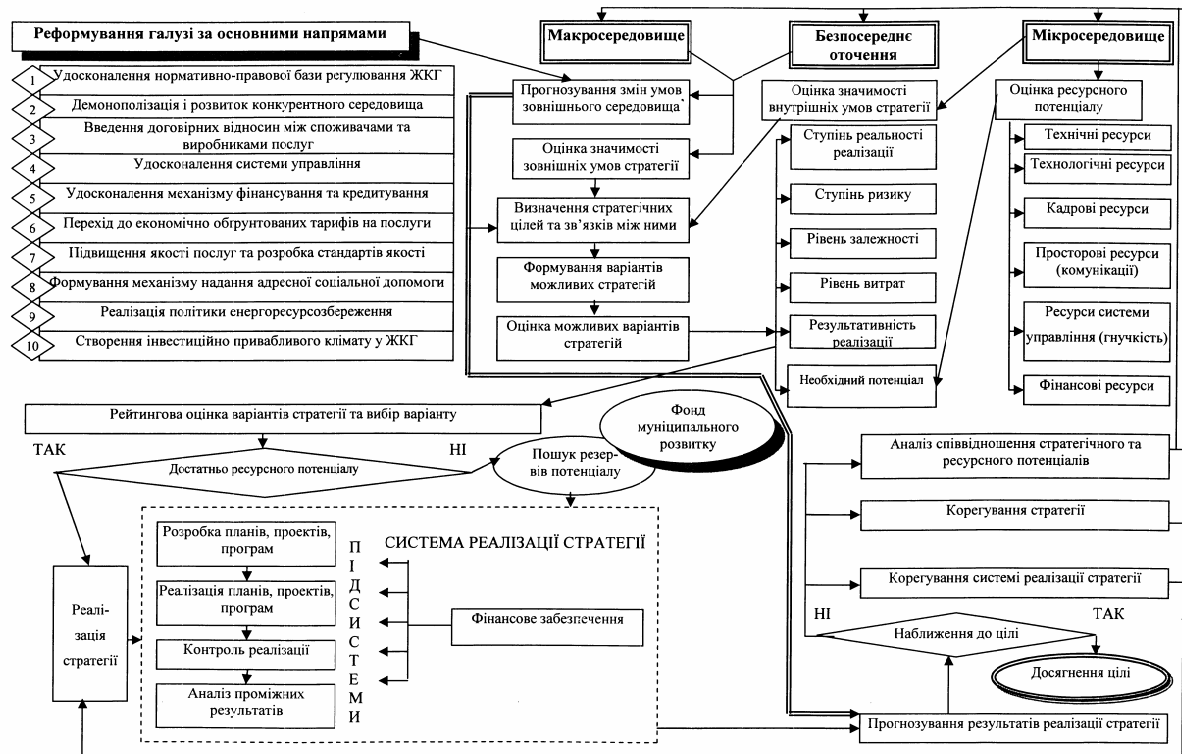 Реформування галузі за основними напрямами
1 Удосконалення нормативно-правової бази регулювання ЖКГ
2 Демонополізація і розвиток конкурентного середовища
3 Введення договірних відносин між споживачами та
виробниками послуг
4 Удосконалення системи управління
5 Удосконалення механізму фінансування та кредитування
6 Перехід до економічно обґрунтованих тарифів на послуги
7 Підвищення якості послуг та розробка стандартів якості
8 Формування механізму надання адресної соціальної допомоги
9 Реалізація політики енергоресурсозбереження
10 Створення інвестиційно привабливого клімату у ЖКГ
Макросередовище
Безпосереднє
оточення
Мікросередовище
Прогнозування змін умов
зовнішнього середовища
Оцінка значимості
зовнішніх умов стратегії
Визначення стратегічних
цілей та зв'язків між ними
Формування варіантів
можливих стратегій
Оцінка можливих варіантів
стратегій
Оцінка значимості
внутрішніх умов стратегії
Ступінь реальності
реалізації
Ступінь ризику
Рівень залежності
Рівень витрат
Результативність
реалізації
Необхідний потенціал
Оцінка ресурсного
потенціалу
Технічні ресурси
Технологічні ресурси
Кадрові ресурси
Просторові ресурси
(комунікації)
Ресурси системи
управління (гнучкість)
Фінансові ресурси
Рейтингова оцінка варіантів стратегії та вибір варіанту
ТАК
НІ
Достатньо ресурсного потенціалу
Пошук резер-
вів потенціалу
Фонд
муніципального
розвитку
Реалі-
зація
стратегії
Розробка планів, проектів,
програм
Реалізація планів, проектів,
програм
Контроль реалізації
Аналіз проміжних
результатів
ПІДСИСТЕМИ
СИСТЕМА РЕАЛІЗАЦІЇ СТРАТЕГІЇ
Фінансове забезпечення
Аналіз співвідношення стратегічного та
ресурсного потенціалів
Корегування стратегії
Корегування системі реалізації стратегії
НІ
ТАК
Наближення до цілі
Досягнення цілі
Прогнозування результатів реалізації стратегії